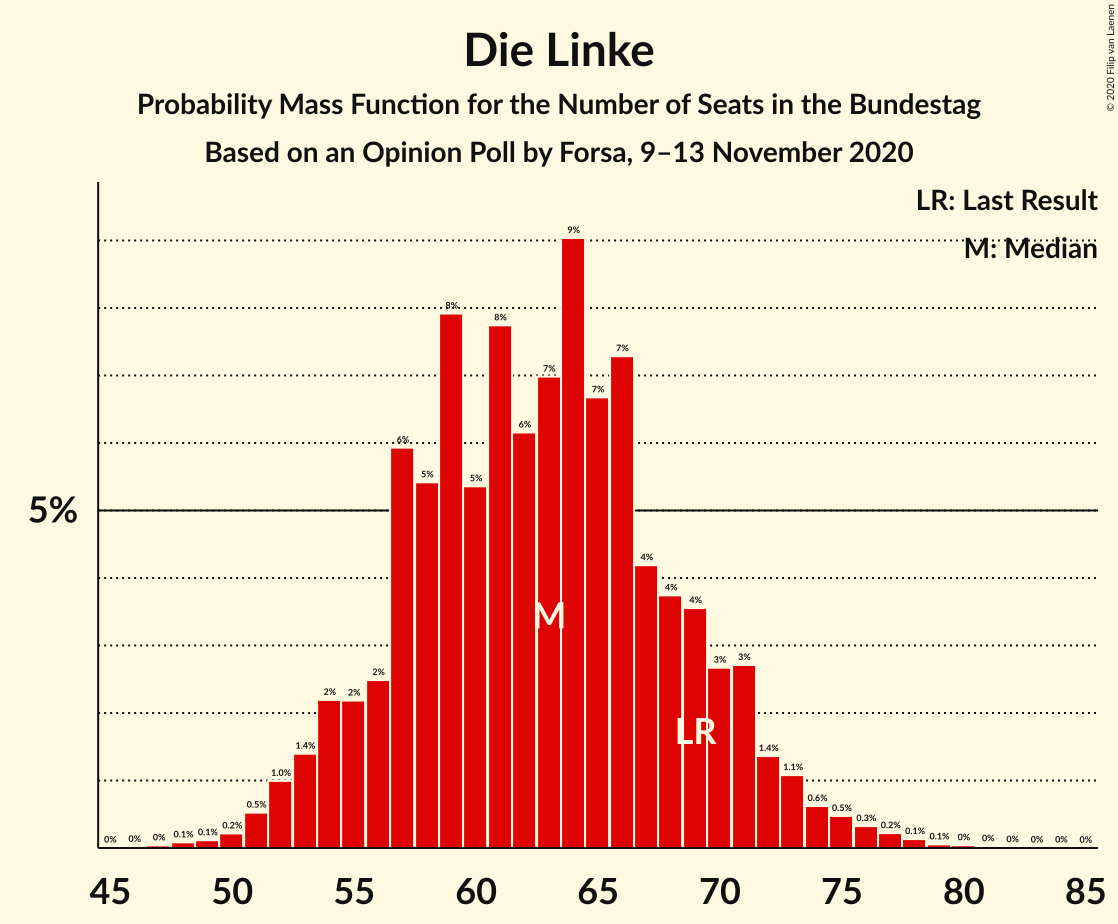 Die Linke
Probability Mass Function for the Number of Seats in the Bundestag
Based on an Opinion Poll by Forsa, 9–13 November 2020
© 2020 Filip van Laenen
LR: Last Result
M: Median
5%
0% 0% 0% 0.1% 0.1% 0.2% 0.5% 1.0% 1.4% 2% 2% 2% 6% 5% 8% 5% 8% 6% 7% 9% 7% 7% 4% 4% 4% 3% 3% 1.4% 1.1% 0.6% 0.5% 0.3% 0.2% 0.1% 0.1% 0% 0% 0% 0% 0% 0%
M
LR
45 50 55 60 65 70 75 80 85